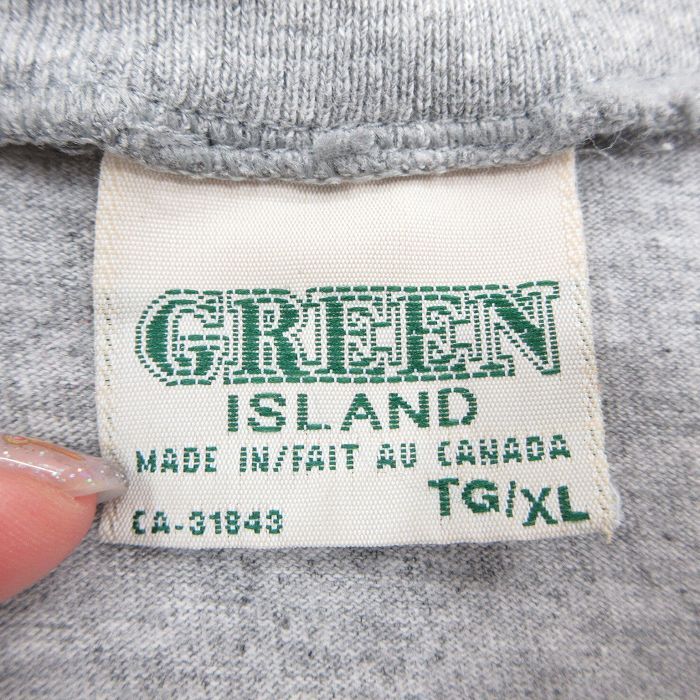 GREEN
ISLAND
MADE IN/FAIT AU CANADA
TG/XL
CA-31843